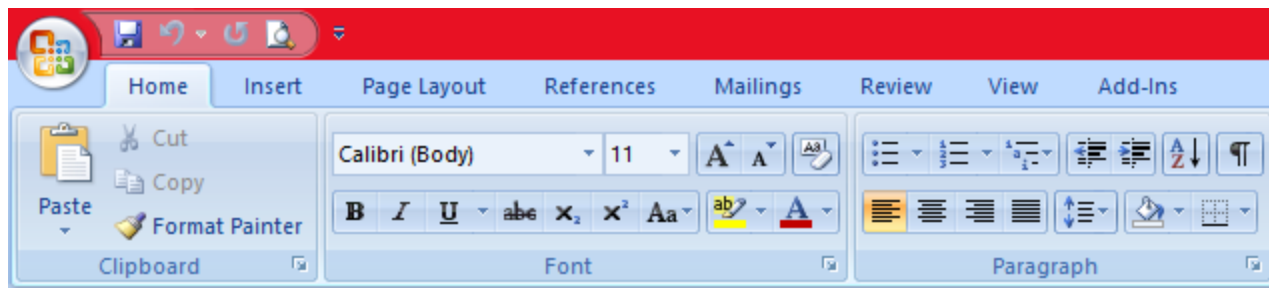 Home Insert Page Layout References Mailings Review View Add-Ins
Cut
Calibri (Body) 11
Copy
Paste
Format Painter
Clipboard Font Paragraph